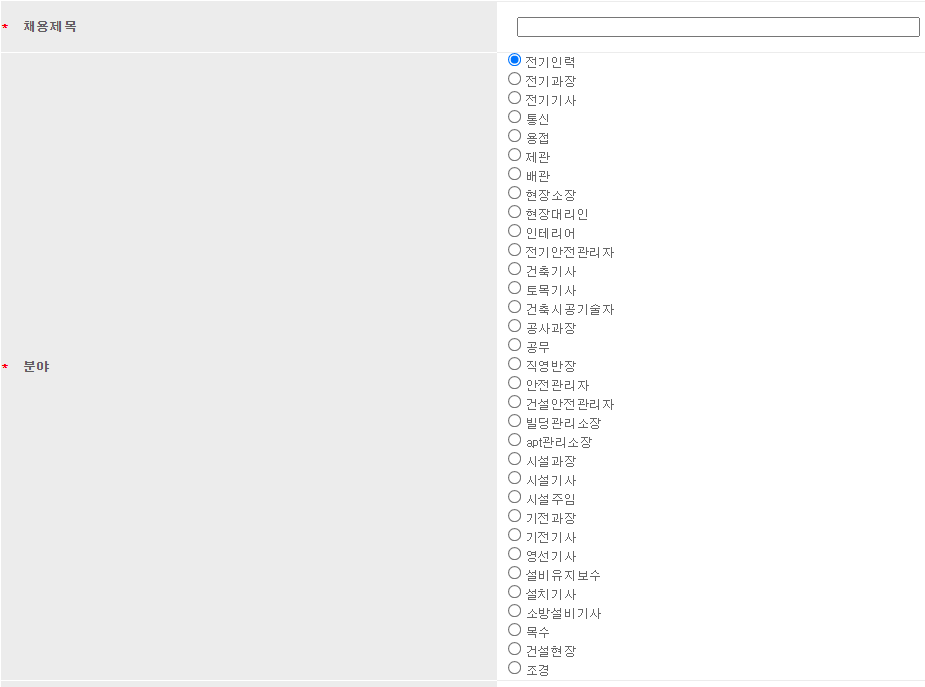 * 채용제목
전기인력
전기과장
전기기사
통신
용접
제관
배관
현장소장
현장대리인
인테리어
전기안전관리자
건축기사
토목기사
건축시공기술자
공사과장
공무
* 분야
직영반장
안전관리자
건설안전관리자
빌딩관리소장
apt관리소장
시설과장
시설기사
시설주임
기전과장
기전기사
영선기사
설비유지보수
설치기사
소방설비기사
목수
건설현장
조경